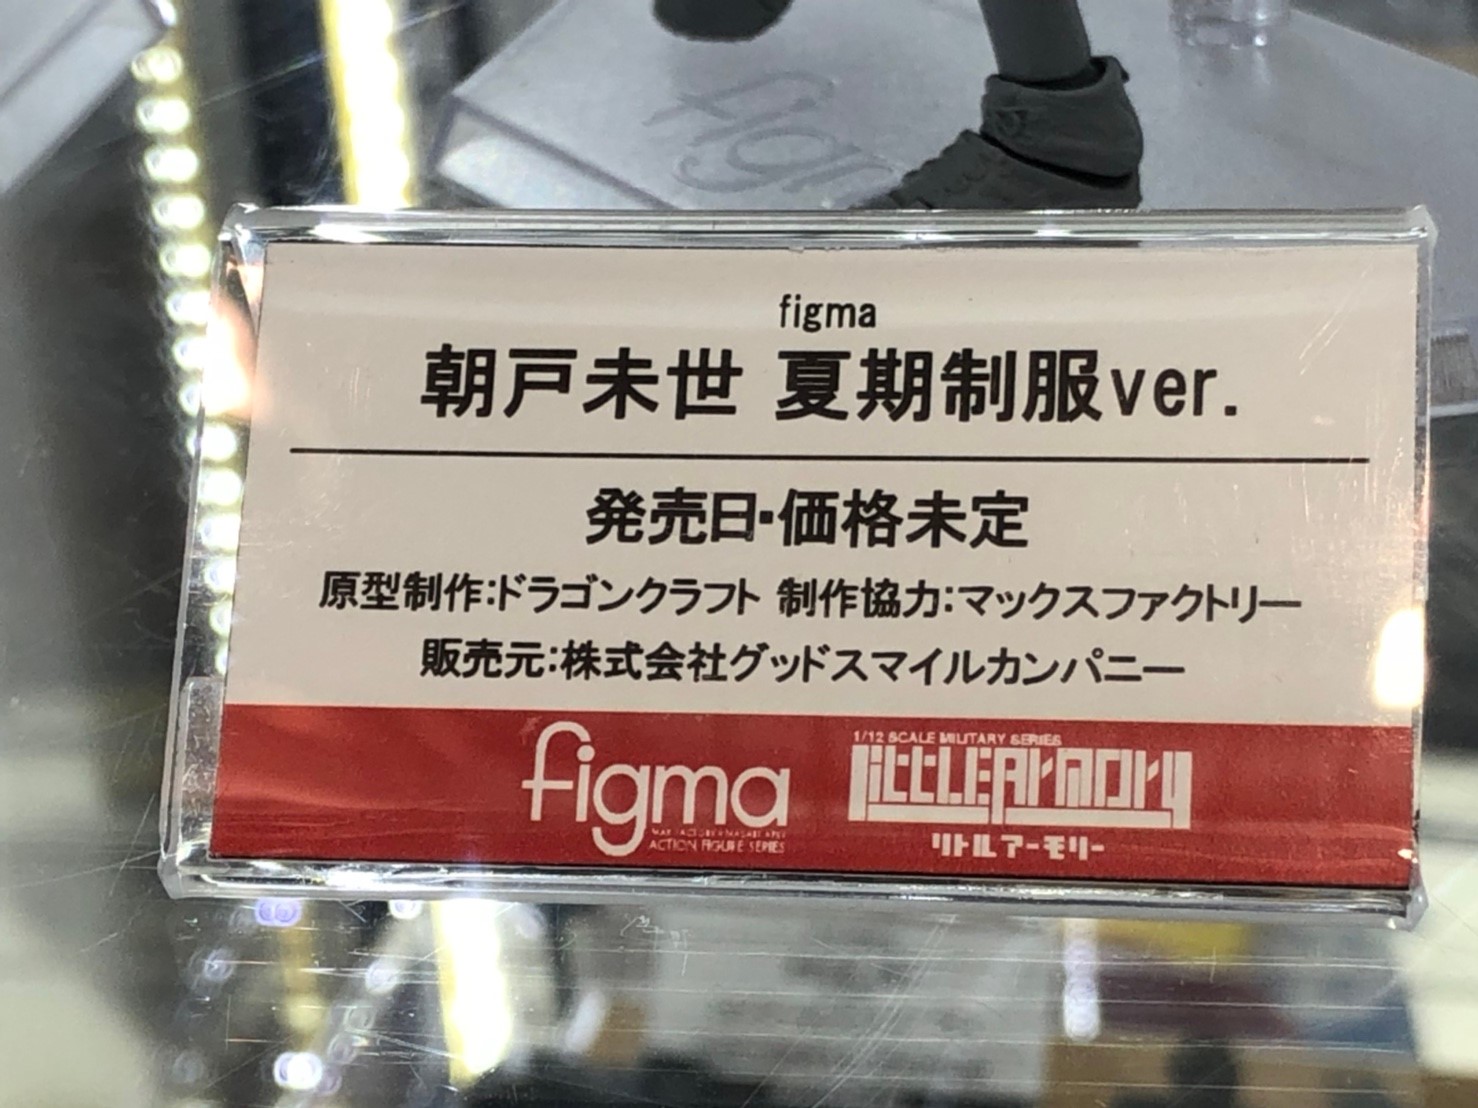 figma
朝戸未世 夏期制服ver.
発売日・価格未定
原型制作:ドラゴンクラフト 制作協力:マックスファクトリー
販売元:株式会社グッドスマイルカンパニー
figma
ACTION FIGURE SERIES
1/12 SCALE MILITARY SERIES
LITTLEARMORY
リトルアーモリー